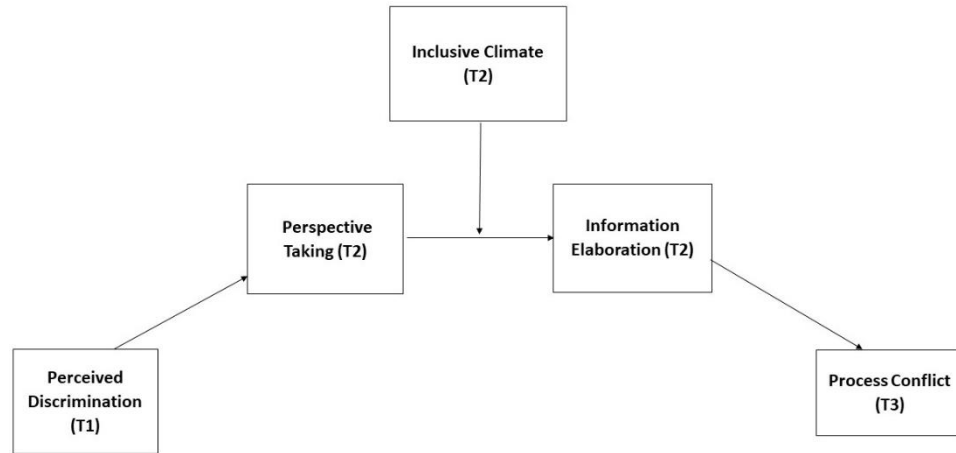 Inclusive Climate
(T2)
Perspective
Taking (T2)
Information
Elaboration (T2)
Perceived
Discrimination
(T1)
Process Conflict
(T3)